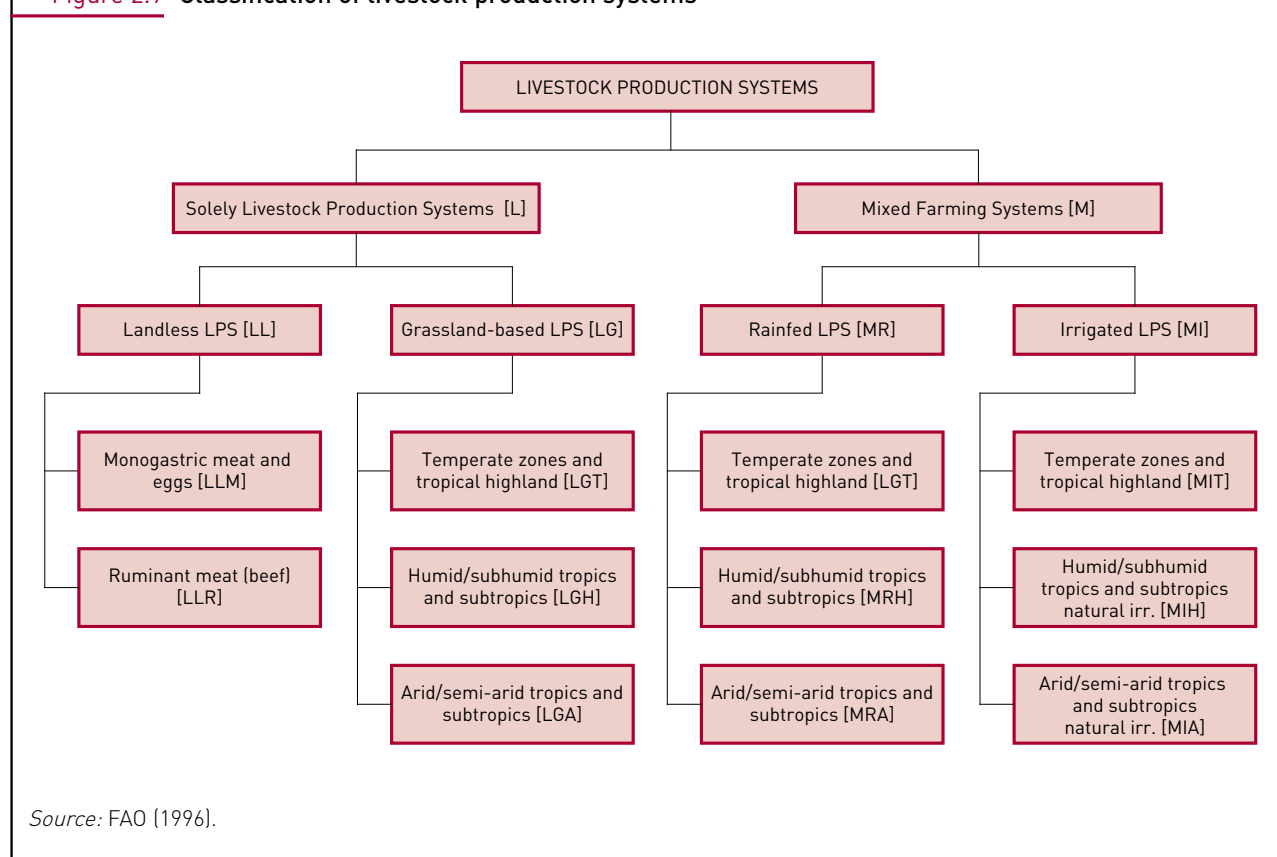 Classification of livestock production systems
LIVESTOCK PRODUCTION SYSTEMS
Solely Livestock Production Systems [L]
Mixed Farming Systems [M]
Landless LPS [LL]
Grassland-based LPS [LG]
Rainfed LPS [MR]
Irrigated LPS [MI]
Monogastric meat and
eggs [LLM]
Temperate zones and
tropical highland [LGT]
Temperate zones and
tropical highland [LGT]
Temperate zones and
tropical highland [MIT]
Ruminant meat (beef)
[LLR]
Humid/subhumid tropics
and subtropics [LGH]
Humid/subhumid tropics
and subtropics [MRH]
Humid/subhumid
tropics and subtropics
natural irr. [MIH]
Arid/semi-arid tropics and
subtropics [LGA]
Arid/semi-arid tropics and
subtropics [MRA]
Arid/semi-arid tropics
and subtropics
natural irr. [MIA]
Source: FAO (1996).